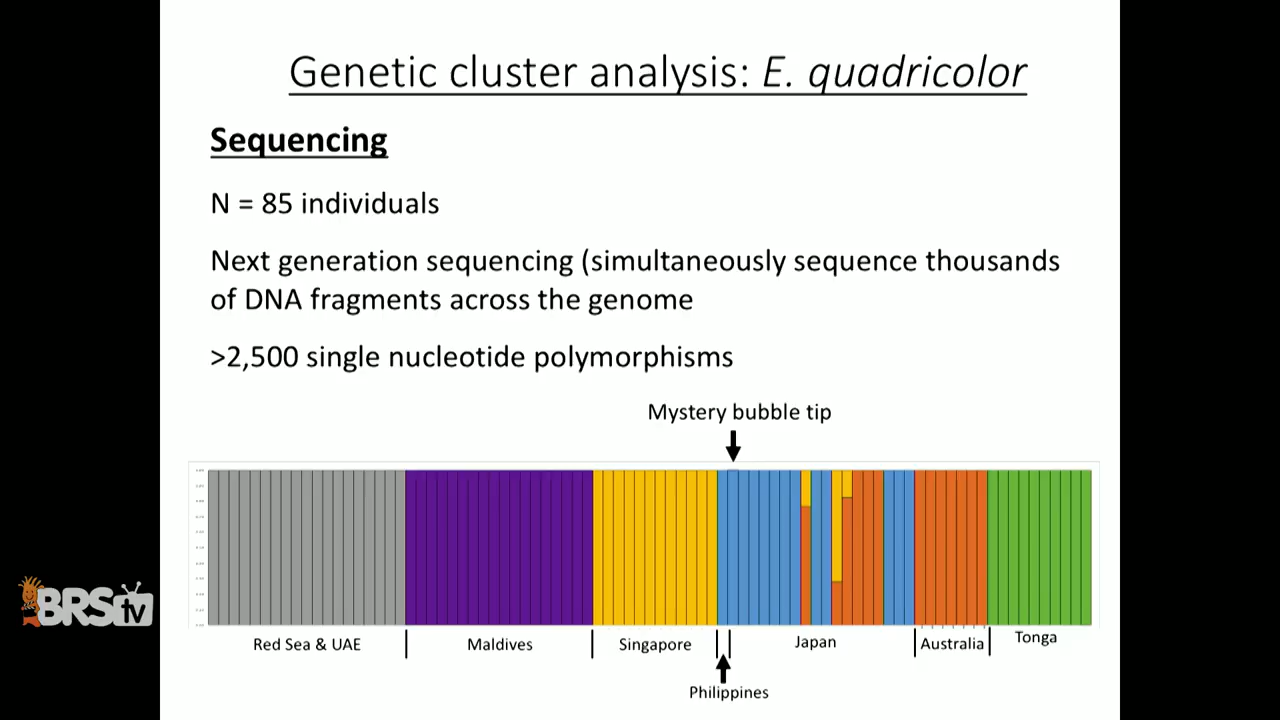 Genetic cluster analysis: E. quadricolor
Sequencing
N = 85 individuals
Next generation sequencing (simultaneously sequence thousands
of DNA fragments across the genome
>2,500 single nucleotide polymorphisms
Mystery bubble tip
Red Sea & UAE
Maldives
Singapore
Japan
Australia
Tonga
Philippines
BRStv